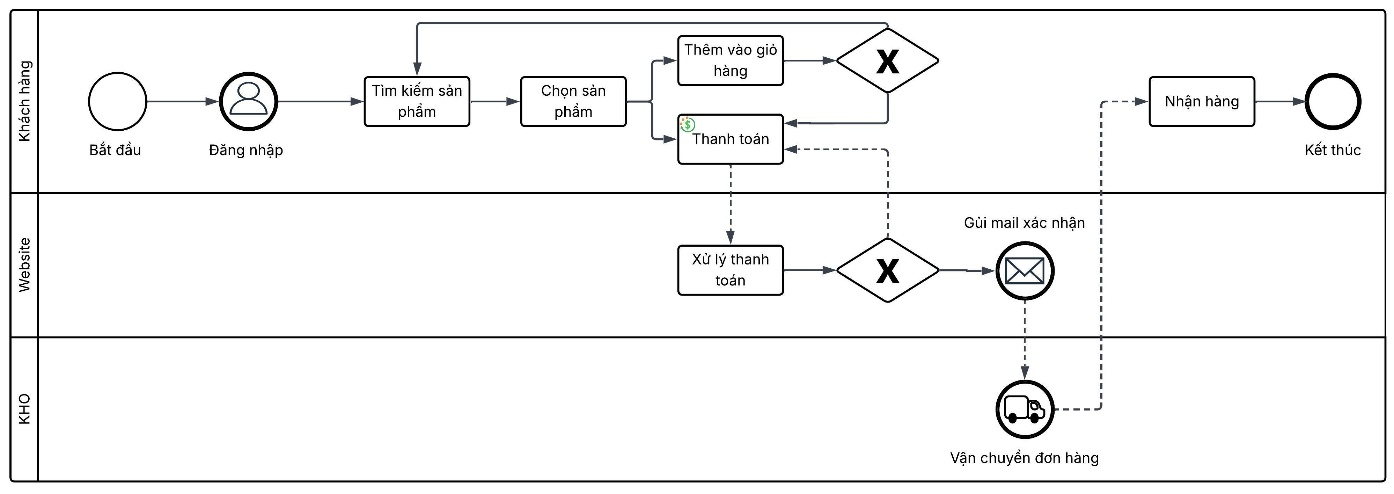 Khách hàng
Bắt đầu
Đăng nhập
Tìm kiếm sản
phẩm
Chọn sản
phẩm
Thêm vào giỏ
hàng
X
$
Thanh toán
Nhận hàng
Kết thúc
Website
Xử lý thanh
toán
X
Gủi mail xác nhận
KHO
Vận chuyển đơn hàng